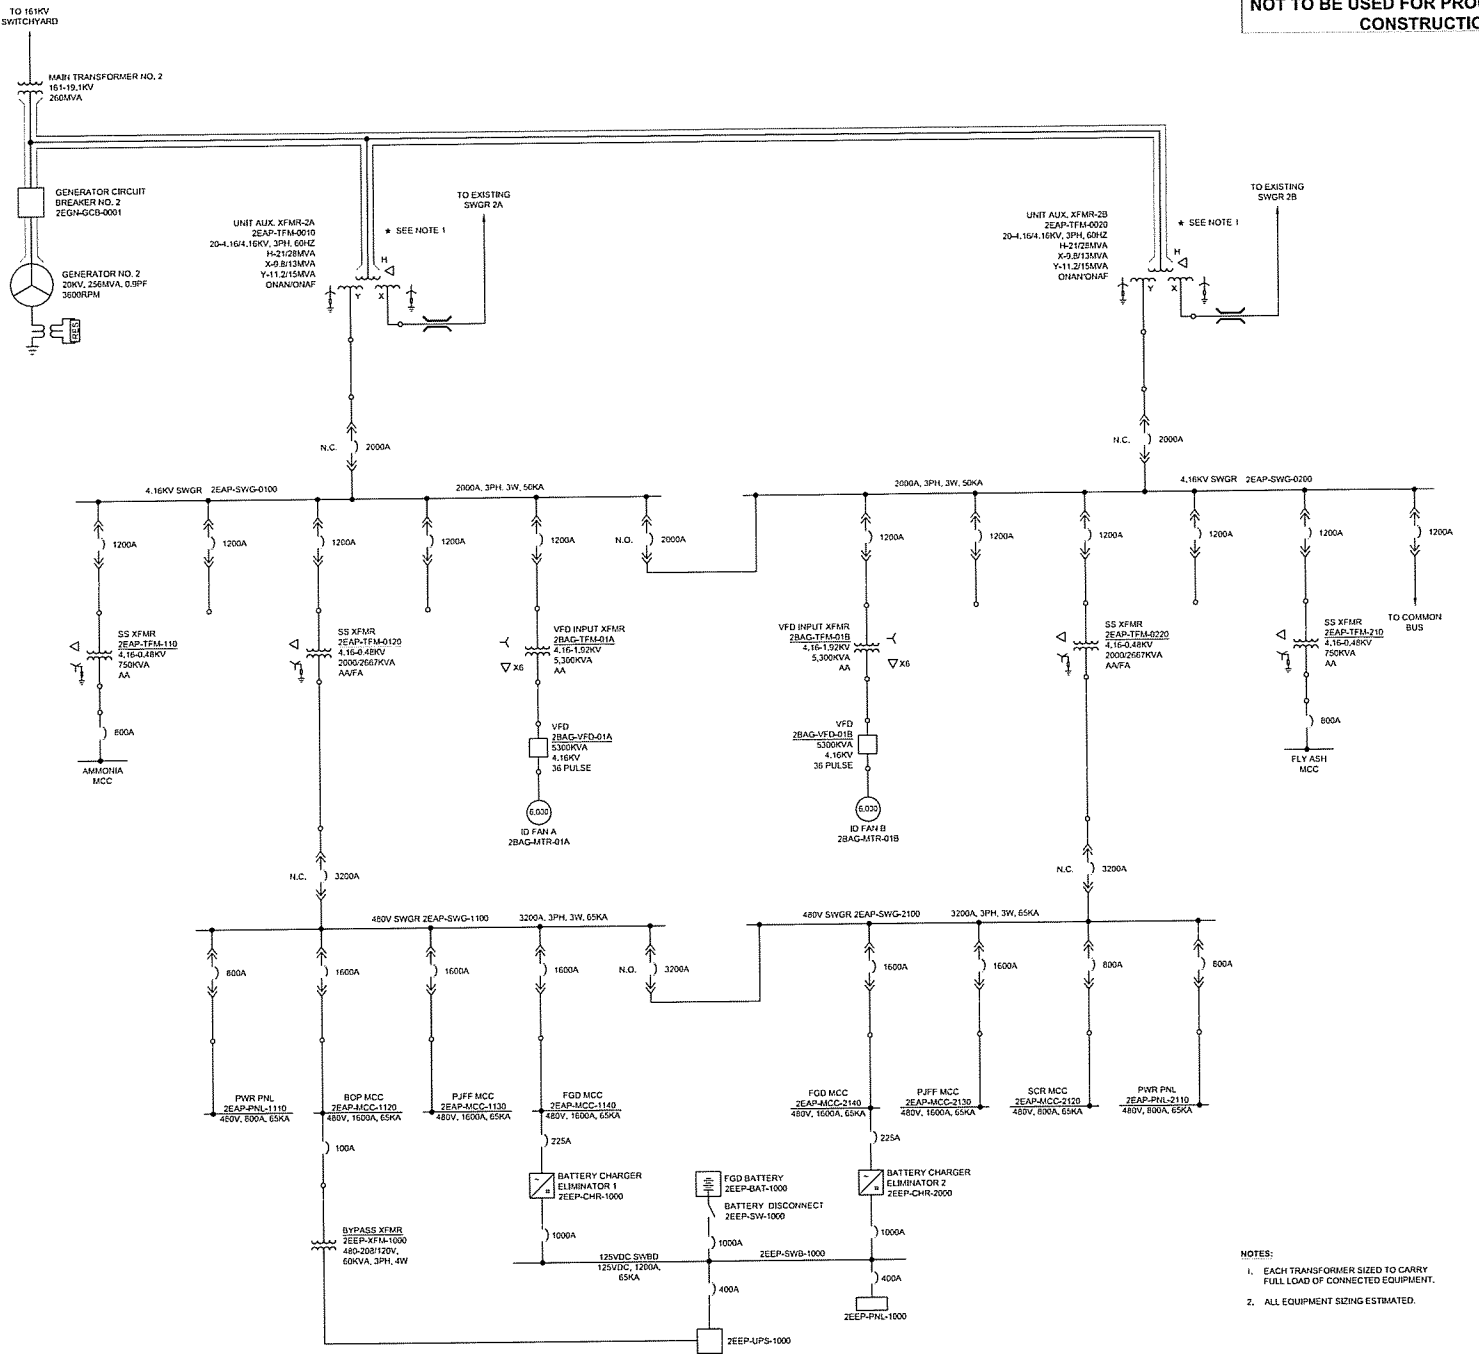 TO 161KV
SWITCHYARD
NOT TO BE USED FOR
CONSTRUCTIO
MAIN TRANSFORMER NO. 2
161-19.1KV
260MVA
GENERATOR CIRCUIT
BREAKER NO. 2
2EGN-GCB-0001
GENERATOR NO. 2
20KV, 256MVA, 0.9PF
3600RPM
RES
UNIT AUX. XFMR-2A
2EAP-TFM-0010
20-4.16/4.16KV, 3PH, 60HZ
H-21/28MVA
X-9.8/13MVA
Y-11.2/15MVA
ONAN/ONAF
* SEE NOTE 1
H
Y
X
TO EXISTING
SWGR 2A
UNIT AUX. XFMR-2B
2EAP-TFM-0020
20-4.16/4.16KV, 3PH, 60HZ
H-21/28MVA
X-9.8/13MVA
Y-11.2/15MVA
ONAN/ONAF
* SEE NOTE 1
H
Y
X
TO EXISTING
SWGR 2B
N.C.
2000A
N.C.
2000A
4.16KV SWGR 2EAP-SWG-0100
2000A, 3PH, 3W, 50KA
2000A, 3PH, 3W, 50KA
4.16KV SWGR 2EAP-SWG-0200
1200A
1200A
1200A
1200A
1200A
N.O.
2000A
1200A
1200A
1200A
1200A
1200A
1200A
SS XFMR
2EAP-TFM-110
4.16-0.48KV
750KVA
AA
SS XFMR
2EAP-TFM-0120
4.16-0.48KV
2000/2667KVA
AA/FA
VFD INPUT XFMR
2BAG-TFM-01A
4.16-1.92KV
5,300KVA
AA
X6
VFD INPUT XFMR
2BAG-TFM-01B
4.16-1.92KV
5,300KVA
AA
X6
SS XFMR
2EAP-TFM-0220
4.16-0.48KV
2000/2667KVA
AA/FA
SS XFMR
2EAP-TFM-210
4.16-0.48KV
750KVA
AA
TO COMMON
BUS
800A
AMMONIA
MCC
VFD
2BAG-VFD-01A
5300KVA
4.16KV
36 PULSE
6,000
ID FAN A
2BAG-MTR-01A
VFD
2BAG-VFD-01B
5300KVA
4.16KV
36 PULSE
6,000
ID FAN B
2BAG-MTR-01B
800A
FLY ASH
MCC
N.C.
3200A
N.C.
3200A
480V SWGR 2EAP-SWG-1100
3200A, 3PH, 3W, 65KA
480V SWGR 2EAP-SWG-2100
3200A, 3PH, 3W, 65KA
800A
1600A
1600A
1600A
N.O.
3200A
1600A
1600A
800A
800A
PWR PNL
2EAP-PNL-1110
480V, 800A, 65KA
BOP MCC
2EAP-MCC-1120
480V, 1600A, 65KA
PJFF MCC
2EAP-MCC-1130
480V, 1600A, 65KA
FGD MCC
2EAP-MCC-1140
480V, 1600A, 65KA
FGD MCC
2EAP-MCC-2140
480V, 1600A, 65KA
PJFF MCC
2EAP-MCC-2130
480V, 1600A, 65KA
SCR MCC
2EAP-MCC-2120
480V, 800A, 65KA
PWR PNL
2EAP-PNL-2110
480V, 800A, 65KA
100A
225A
225A
BATTERY CHARGER
ELIMINATOR 1
2EEP-CHR-1000
FGD BATTERY
2EEP-BAT-1000
BATTERY DISCONNECT
2EEP-SW-1000
BATTERY CHARGER
ELIMINATOR 2
2EEP-CHR-2000
1000A
1000A
1000A
BYPASS XFMR
2EEP-XFM-1000
480-208/120V,
60KVA, 3PH, 4W
125VDC SWBD
125VDC, 1200A,
65KA
2EEP-SWB-1000
400A
400A
2EEP-PNL-1000
2EEP-UPS-1000
NOTES:
1. EACH TRANSFORMER SIZED TO CARRY
FULL LOAD OF CONNECTED EQUIPMENT.
2. ALL EQUIPMENT SIZING ESTIMATED.